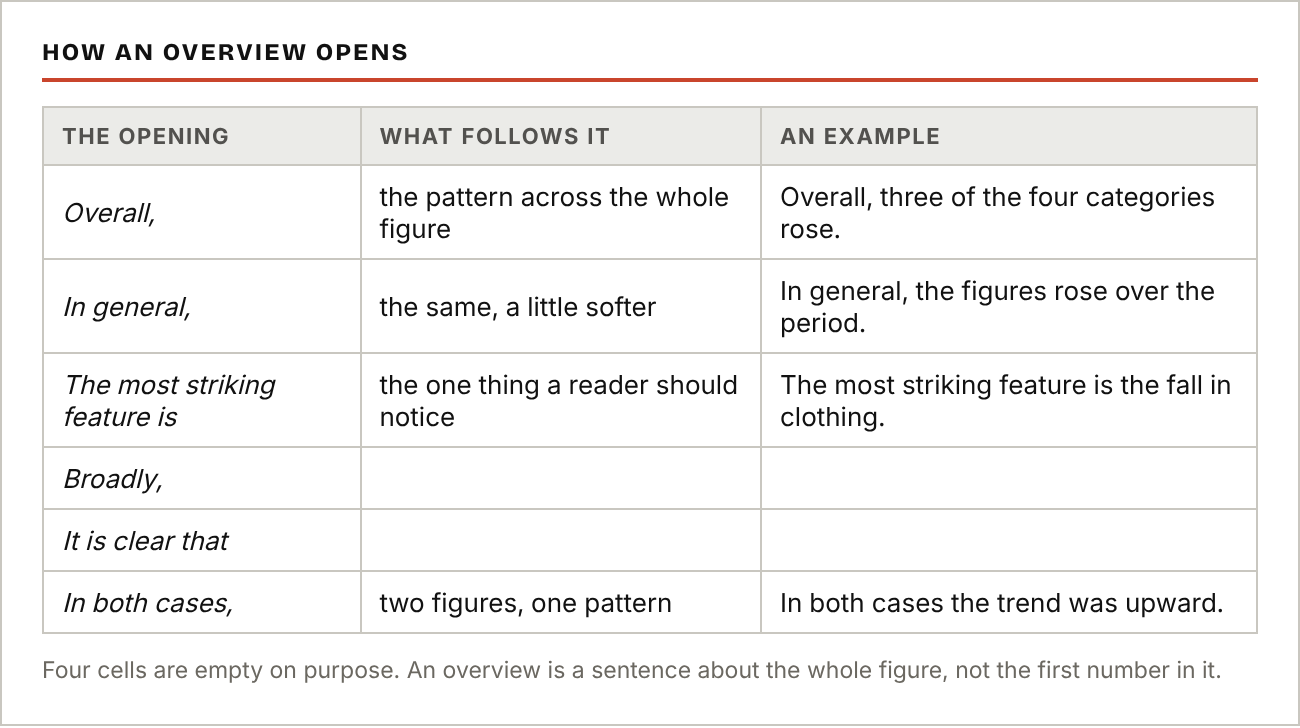 HOW AN OVERVIEW OPENS
THE OPENING
WHAT FOLLOWS IT
AN EXAMPLE
Overall,
the pattern across the whole
figure
Overall, three of the four categories
rose.
In general,
the same, a little softer
In general, the figures rose over the
period.
The most striking
feature is
the one thing a reader should
notice
The most striking feature is the fall in
clothing.
Broadly,
It is clear that
In both cases,
two figures, one pattern
In both cases the trend was upward.
Four cells are empty on purpose. An overview is a sentence about the whole figure, not the first number in it.